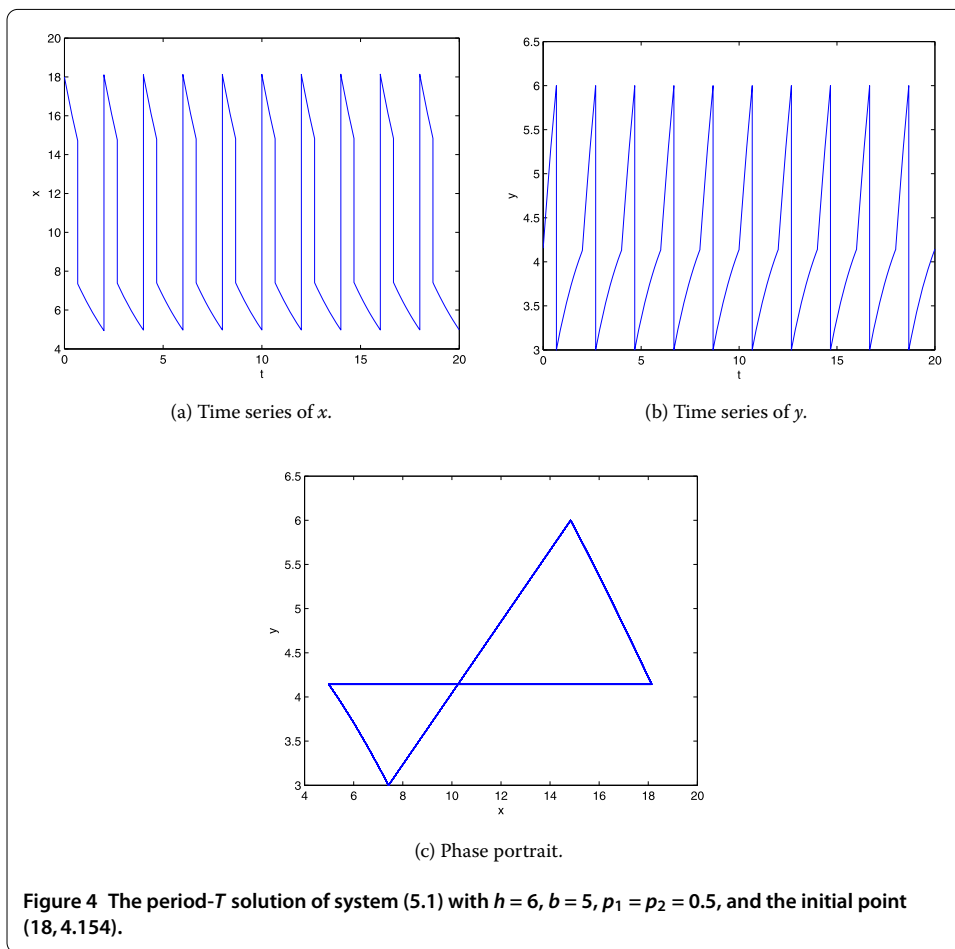 20
18
16
14
12
10
8
6
4
x
0 5 10 15 20
t
(a) Time series of x.
6.5
6
5.5
5
4.5
4
3.5
3
y
0 5 10 15 20
t
(b) Time series of y.
6.5
6
5.5
5
4.5
4
3.5
3
y
4 6 8 10 12 14 16 18 20
x
(c) Phase portrait.
Figure 4 The period-T solution of system (5.1) with h = 6, b = 5, p₁ = p₂ = 0.5, and the initial point
(18, 4.154).